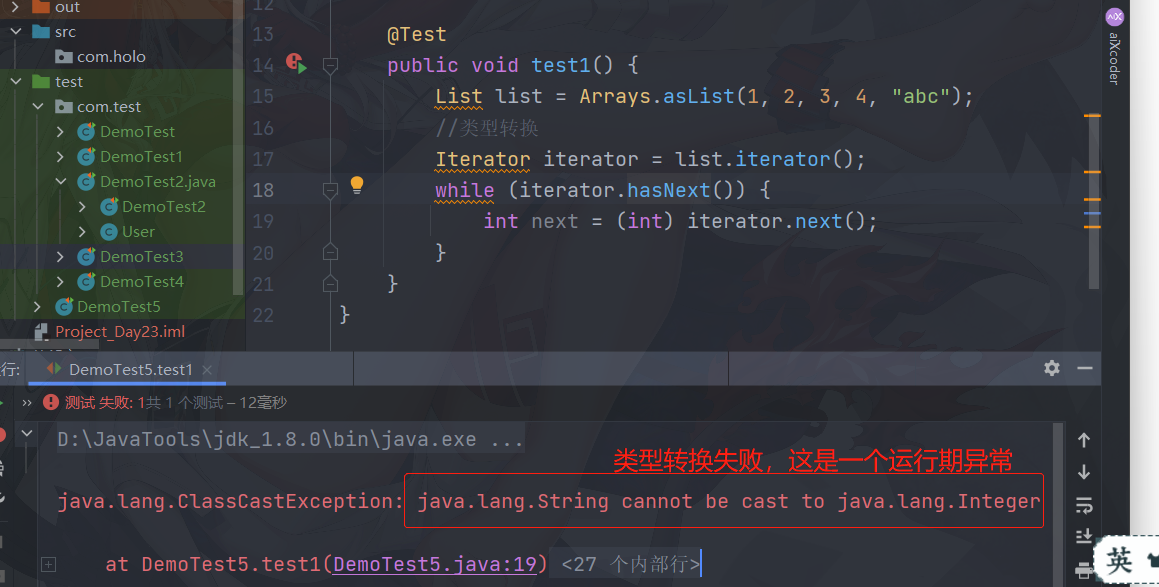 out
src
com.holo
test
com.test
DemoTest
DemoTest1
DemoTest2.java
DemoTest2
User
DemoTest3
DemoTest4
DemoTest5
Project_Day23.iml
12
13 @Test
14 public void test1() {
15 List list = Arrays.asList(1, 2, 3, 4, "abc");
16 //类型转换
17 Iterator iterator = list.iterator();
18 while (iterator.hasNext()) {
19 int next = (int) iterator.next();
20 }
21 }
22 }
aiXcoder
行: DemoTest5.test1 ×
» 测试 失败: 1共 1 个测试 – 12毫秒
D:\JavaTools\jdk_1.8.0\bin\java.exe ...
类型转换失败，这是一个运行期异常
java.lang.ClassCastException: java.lang.String cannot be cast to java.lang.Integer
at DemoTest5.test1(DemoTest5.java:19) <27 个内部行>
英